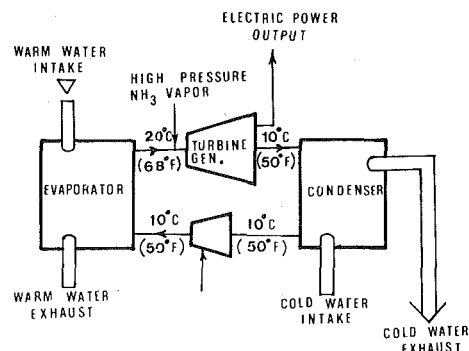 ELECTRIC POWER
OUTPUT
WARM WATER
INTAKE
HIGH PRESSURE
NH3 VAPOR
20°C
(68°F)
TURBINE
GEN.
10°C
(50°F)
EVAPORATOR
CONDENSER
10°C
(50°F)
10°C
(50°F)
WARM WATER
EXHAUST
COLD WATER
INTAKE
COLD WATER
EXHAUST